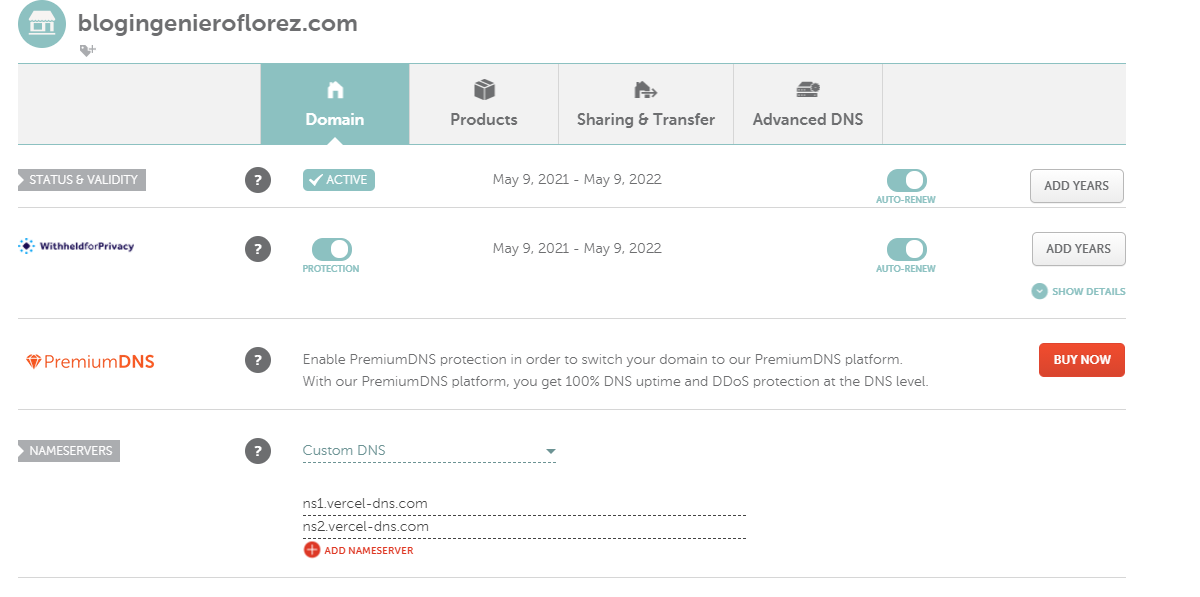 blogingenieroflorez.com
Domain
Products
Sharing & Transfer
Advanced DNS
STATUS & VALIDITY
?
ACTIVE
May 9, 2021 - May 9, 2022
AUTO-RENEW
ADD YEARS
WithheldforPrivacy
?
PROTECTION
May 9, 2021 - May 9, 2022
AUTO-RENEW
ADD YEARS
SHOW DETAILS
PremiumDNS
?
Enable PremiumDNS protection in order to switch your domain to our PremiumDNS platform.
With our PremiumDNS platform, you get 100% DNS uptime and DDoS protection at the DNS level.
BUY NOW
NAMESERVERS
?
Custom DNS
ns1.vercel-dns.com
ns2.vercel-dns.com
ADD NAMESERVER